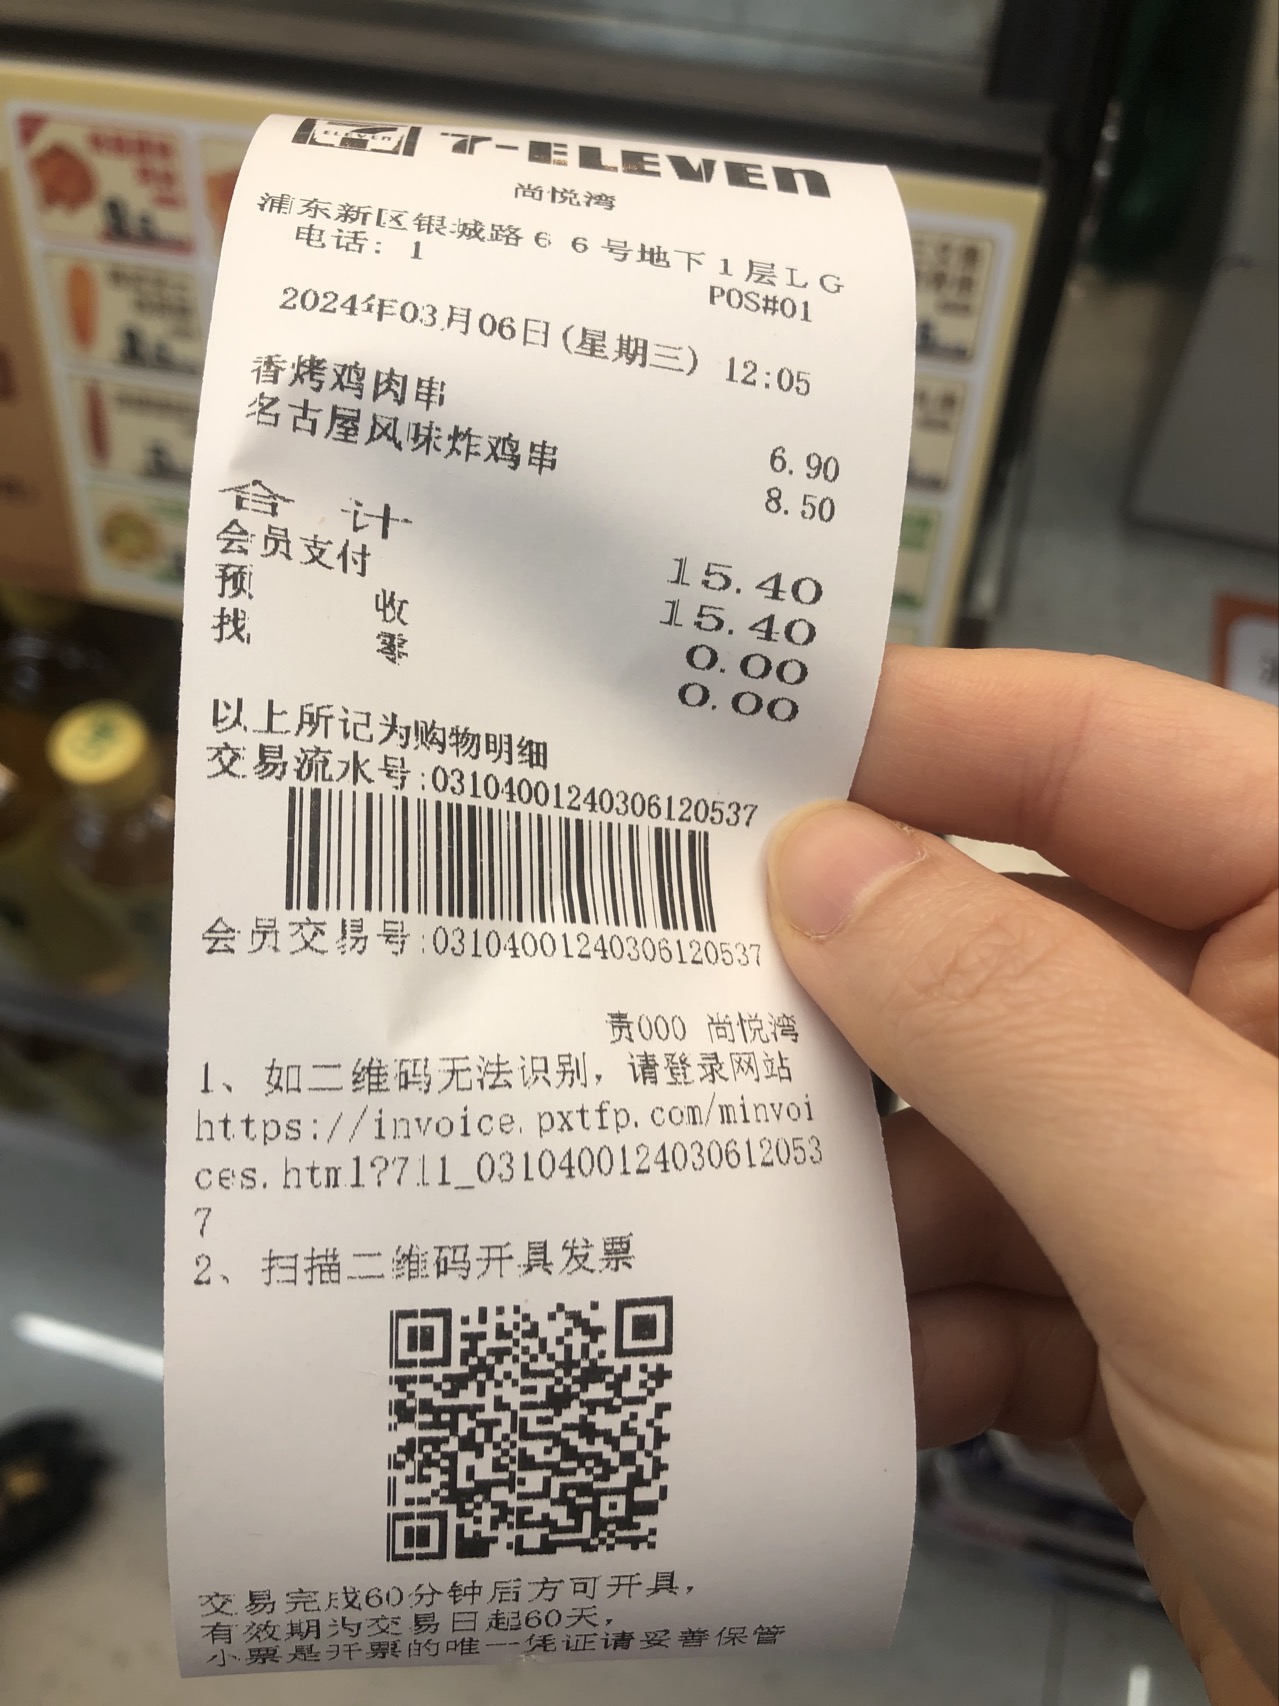 7-ELEVEN
尚悦湾
浦东新区银城路66号地下1层LG
电话: 1
POS#01
2024年03月06日(星期三) 12:05
香烤鸡肉串 6.90
名古屋风味炸鸡串 8.50
合 计 15.40
会员支付 15.40
预 收 0.00
找 零 0.00
以上所记为购物明细
交易流水号:03104001240306120537
会员交易号:03104001240306120537
责000 尚悦湾
1、如二维码无法识别，请登录网站
https://invoice.pxtfp.com/minvoi
ces.html?711_0310400124030612053
7
2、扫描二维码开具发票
交易完成60分钟后方可开具，
有效期为交易日起60天，
小票是开票的唯一凭证请妥善保管